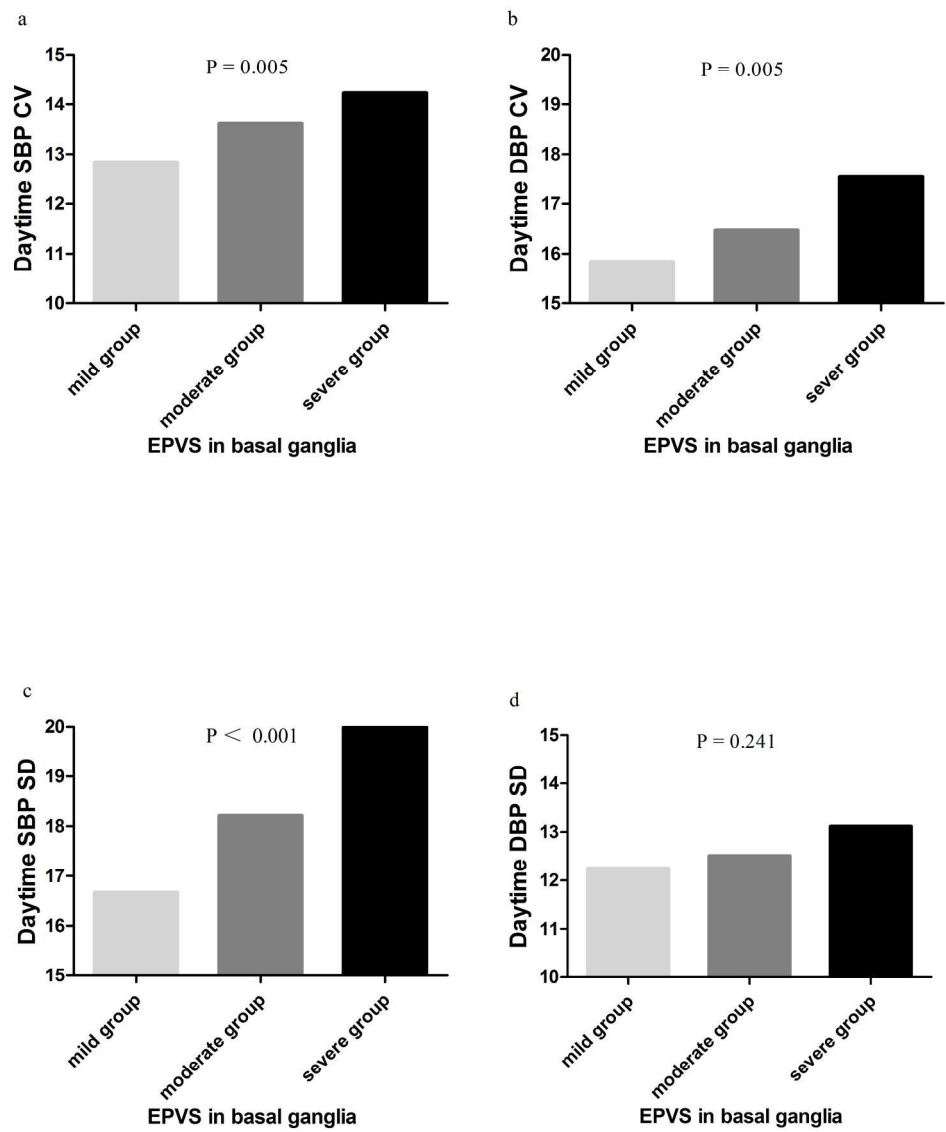 a
P = 0.005
Daytime SBP CV
15
14
13
12
11
10
mild group
moderate group
severe group
EPVS in basal ganglia
b
P = 0.005
Daytime DBP CV
20
19
18
17
16
15
mild group
moderate group
sever group
EPVS in basal ganglia
c
P < 0.001
Daytime SBP SD
20
19
18
17
16
15
mild group
moderate group
severe group
EPVS in basal ganglia
d
P = 0.241
Daytime DBP SD
15
14
13
12
11
10
mild group
moderate group
severe group
EPVS in basal ganglia